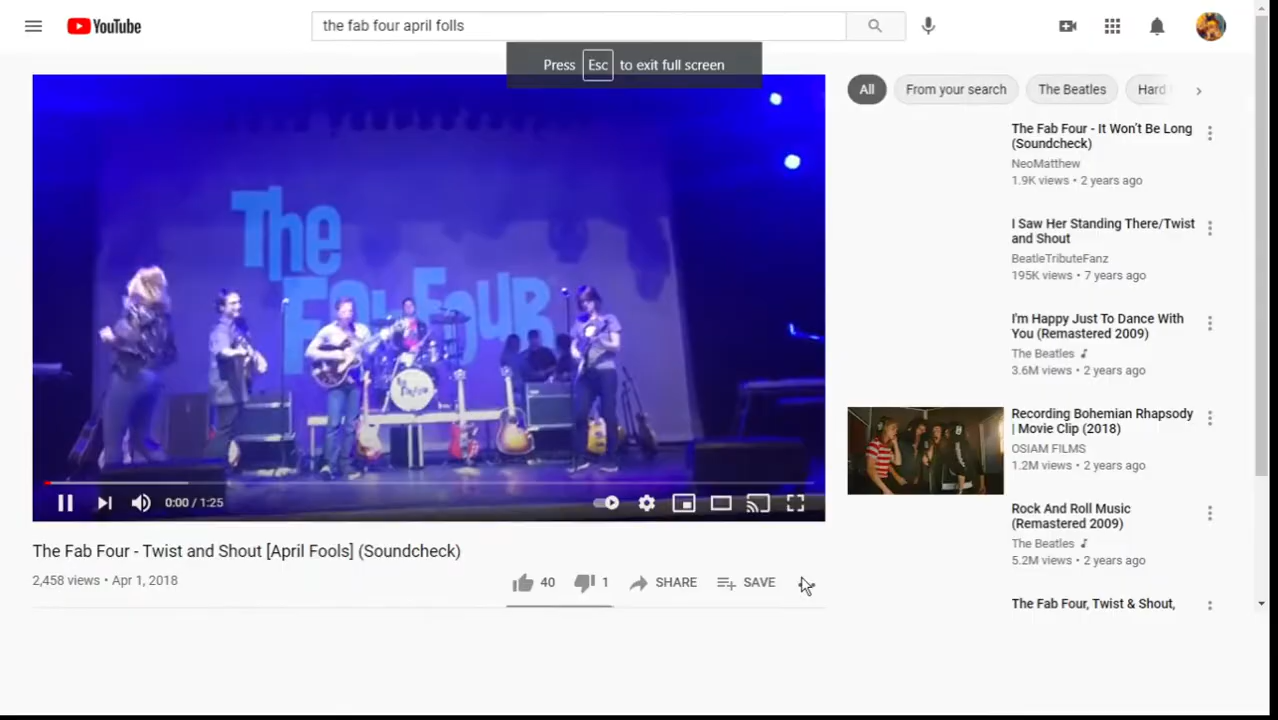 YouTube
the fab four april folls
Press Esc to exit full screen
The
Fab Four
The Fab Four
0:00 / 1:25
The Fab Four - Twist and Shout [April Fools] (Soundcheck)
2,458 views • Apr 1, 2018
40
1
SHARE
SAVE
All
From your search
The Beatles
Hard
The Fab Four - It Won't Be Long
(Soundcheck)
NeoMatthew
1.9K views • 2 years ago
I Saw Her Standing There/Twist
and Shout
BeatleTributeFanz
195K views • 7 years ago
I'm Happy Just To Dance With
You (Remastered 2009)
The Beatles
3.6M views • 2 years ago
Recording Bohemian Rhapsody
| Movie Clip (2018)
OSIAM FILMS
1.2M views • 2 years ago
Rock And Roll Music
(Remastered 2009)
The Beatles
5.2M views • 2 years ago
The Fab Four, Twist & Shout,